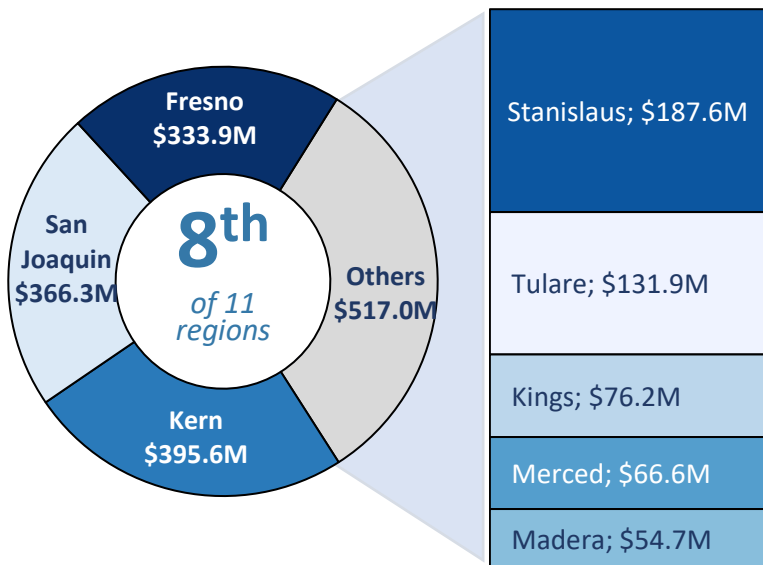 Fresno
$333.9M
San
Joaquin
$366.3M
8th
of 11
regions
Others
$517.0M
Kern
$395.6M
Stanislaus; $187.6M
Tulare; $131.9M
Kings; $76.2M
Merced; $66.6M
Madera; $54.7M